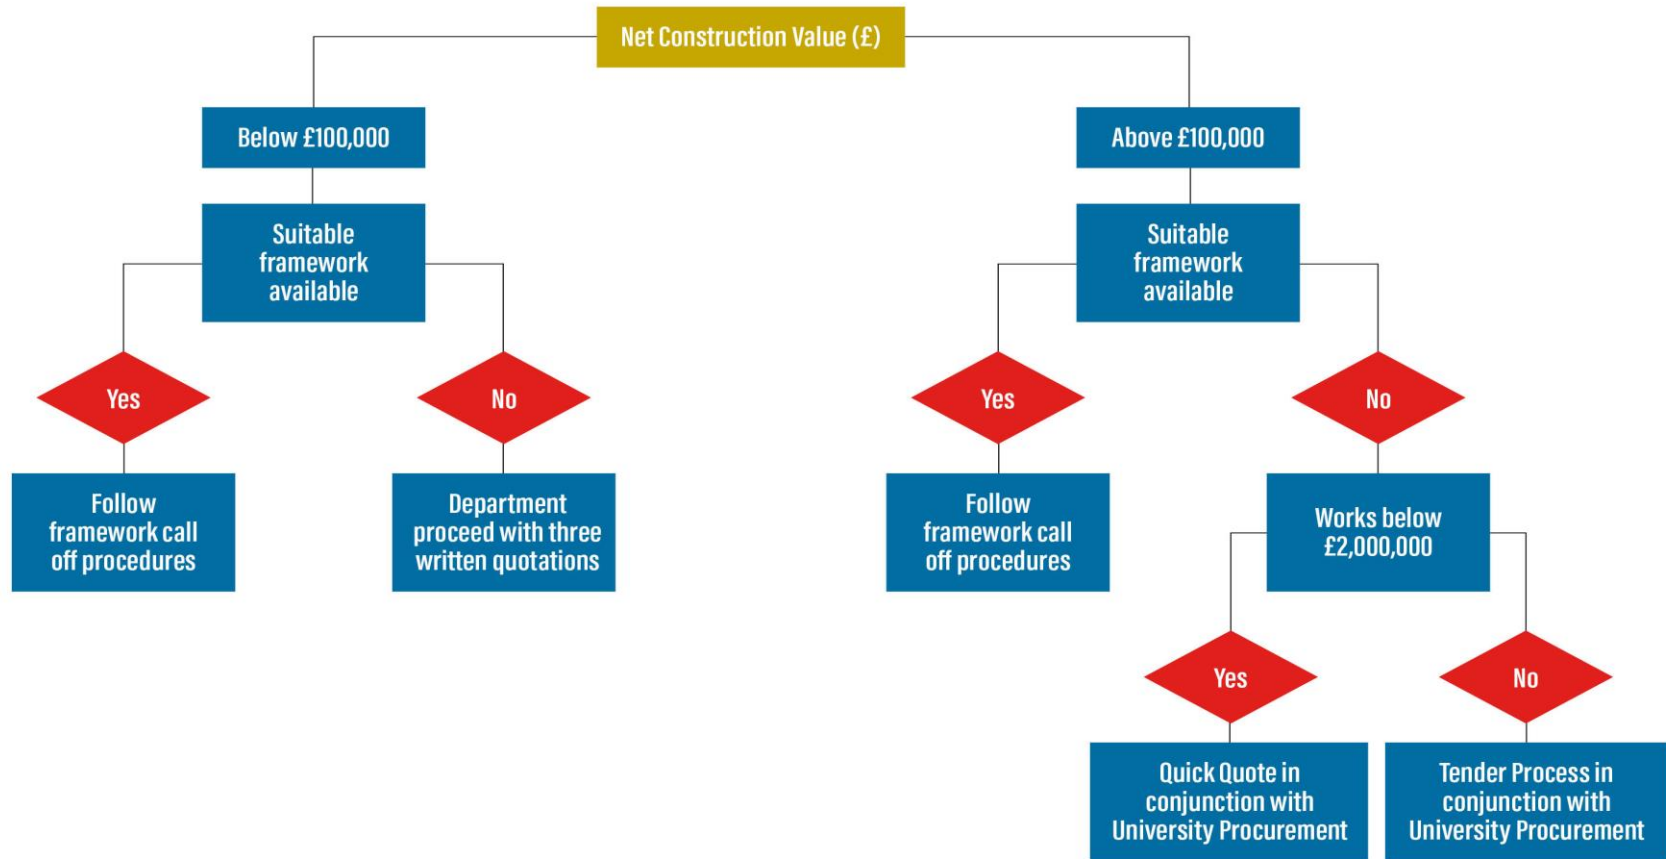 Net Construction Value (£)
Below £100,000
Above £100,000
Suitable
framework
available
Suitable
framework
available
Yes
No
Yes
No
Follow
framework call
off procedures
Department
proceed with three
written quotations
Follow
framework call
off procedures
Works below
£2,000,000
Yes
No
Quick Quote in
conjunction with
University Procurement
Tender Process in
conjunction with
University Procurement